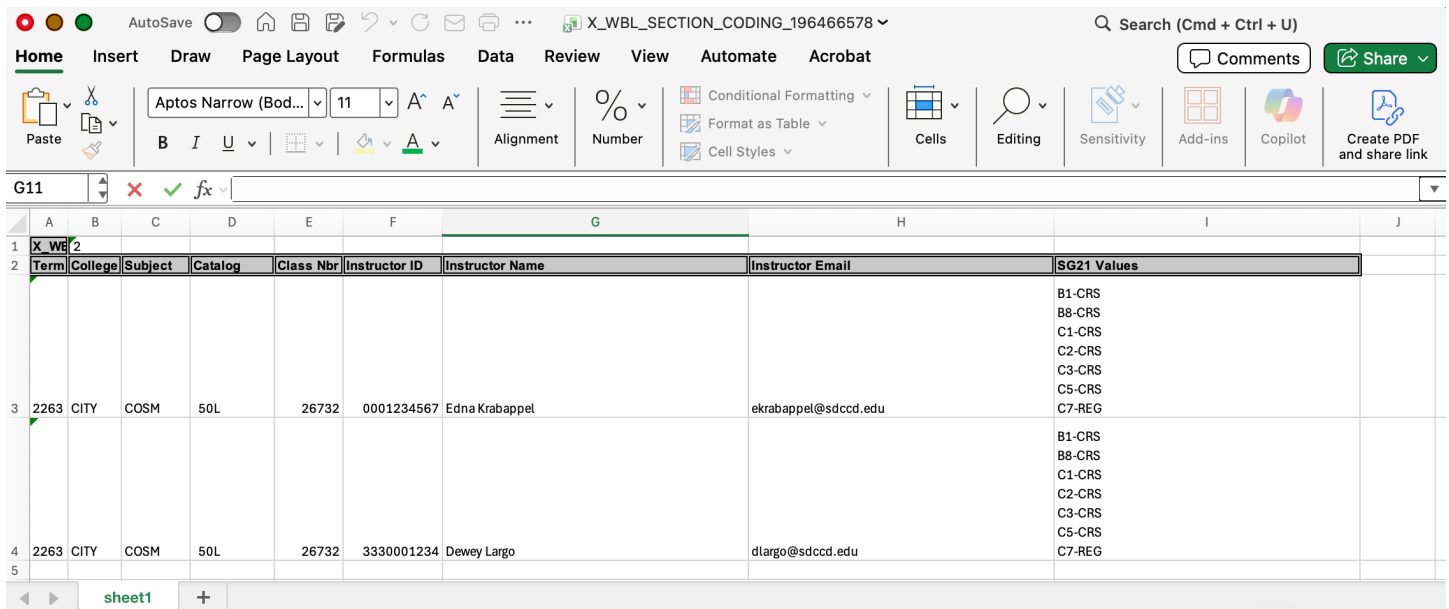 AutoSave ... X_WBL_SECTION_CODING_196466578 Search (Cmd + Ctrl + U)
Home Insert Draw Page Layout Formulas Data Review View Automate Acrobat Comments Share
Paste Aptos Narrow (Bod... 11 A^ A˅ B I U A Alignment % Number Conditional Formatting Format as Table Cell Styles Cells Editing Sensitivity Add-ins Copilot Create PDF and share link
G11 fx
A B C D E F G H I J
1 X_WE 2
2 Term College Subject Catalog Class Nbr Instructor ID Instructor Name Instructor Email SG21 Values
B1-CRS
B8-CRS
C1-CRS
C2-CRS
C3-CRS
C5-CRS
3 2263 CITY COSM 50L 26732 0001234567 Edna Krabappel ekrabappel@sdccd.edu C7-REG
B1-CRS
B8-CRS
C1-CRS
C2-CRS
C3-CRS
C5-CRS
4 2263 CITY COSM 50L 26732 3330001234 Dewey Largo dlargo@sdccd.edu C7-REG
5
sheet1 +